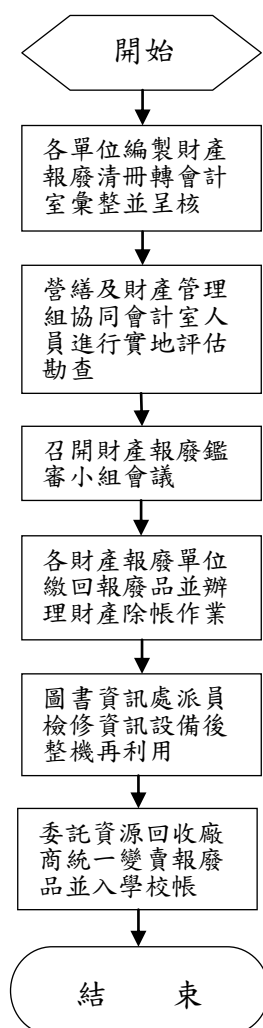 開始
各單位編製財產
報廢清冊轉會計
室彙整並呈核
營繕及財產管理
組協同會計室人
員進行實地評估
勘查
召開財產報廢鑑
審小組會議
各財產報廢單位
繳回報廢品並辦
理財產除帳作業
圖書資訊處派員
檢修資訊設備後
整機再利用
委託資源回收廠
商統一變賣報廢
品並入學校帳
結 束